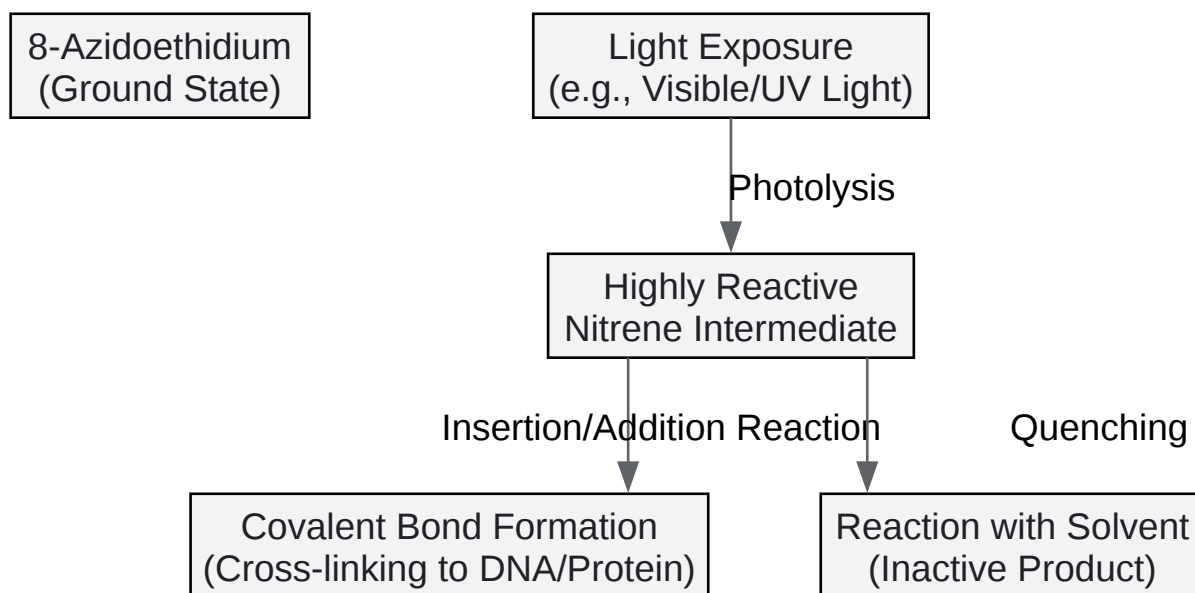 8-Azidoethidium
(Ground State)
Light Exposure
(e.g., Visible/UV Light)
Photolysis
Highly Reactive
Nitrene Intermediate
Insertion/Addition Reaction
Quenching
Covalent Bond Formation
(Cross-linking to DNA/Protein)
Reaction with Solvent
(Inactive Product)